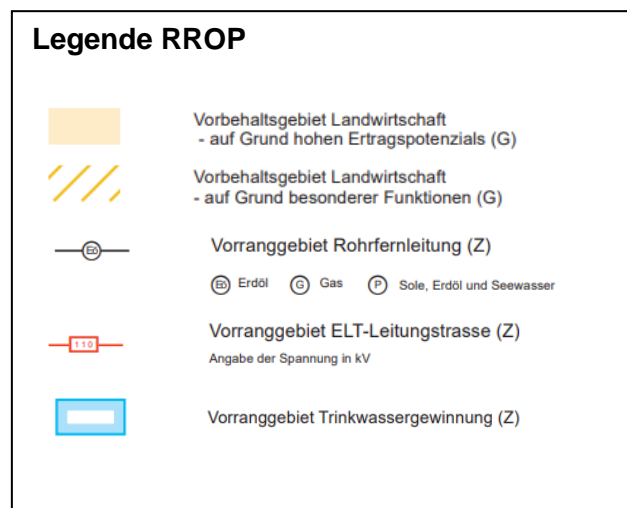 Legende RROP
Vorbehaltsgebiet Landwirtschaft
- auf Grund hohen Ertragspotenzials (G)
Vorbehaltsgebiet Landwirtschaft
- auf Grund besonderer Funktionen (G)
Eö Vorranggebiet Rohrfernleitung (Z)
Eö Erdöl G Gas P Sole, Erdöl und Seewasser
110 Vorranggebiet ELT-Leitungstrasse (Z)
Angabe der Spannung in kV
Vorranggebiet Trinkwassergewinnung (Z)